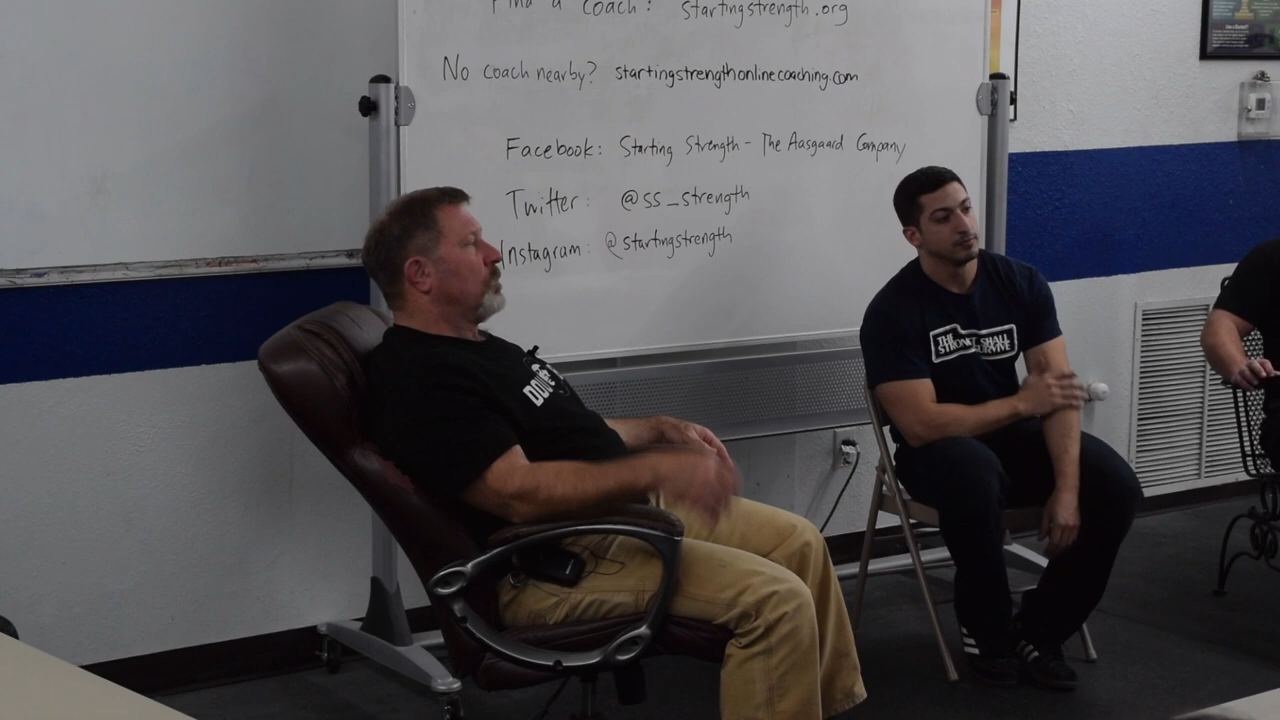 Find a coach: startingstrength.org
No coach nearby? startingstrengthonlinecoaching.com
Facebook: Starting Strength - The Aasgaard Company
Twitter: @ss_strength
Instagram: @startingstrength
THE STRONGEST SHALL SURVIVE